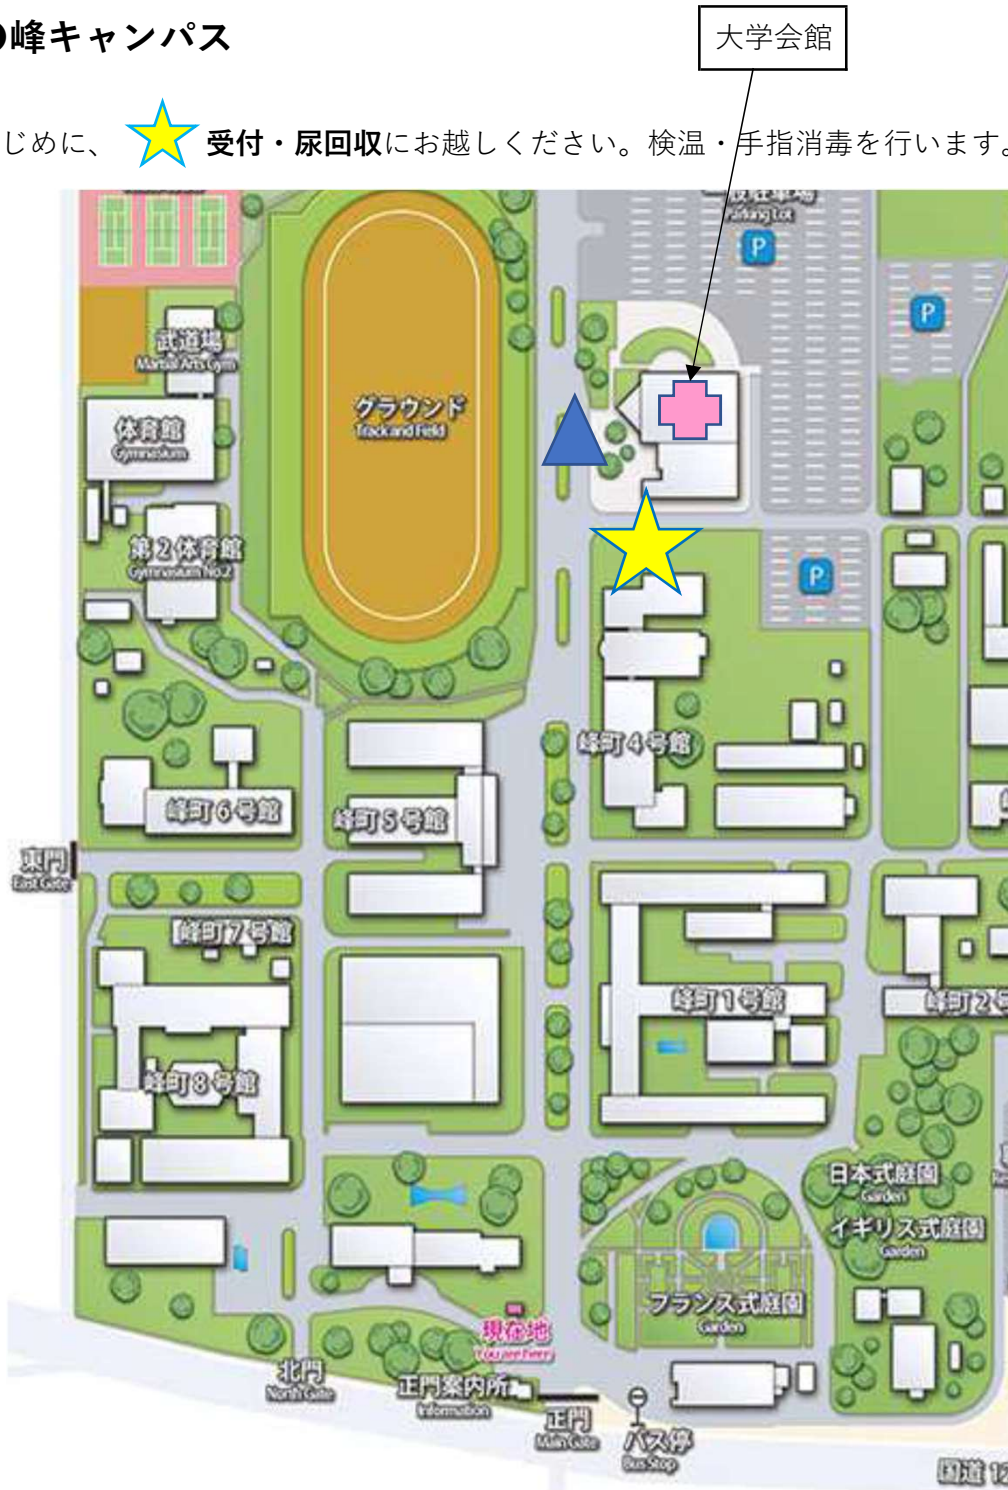 峰キャンパス
大学会館
じめに、 受付・尿回収にお越しください。検温・手指消毒を行います。
Parking Lot
P
P
武道場
Martial Arts Gym
グラウンド
Track and Field
体育館
Gymnasium
第2体育館
Gymnasium No.2
P
峰町4号館
峰町6号館
峰町5号館
東門
East Gate
峰町7号館
峰町1号館
峰町2号
峰町8号館
日本式庭園
Garden
イギリス式庭園
Garden
フランス式庭園
Garden
現在地
You are here
北門
North Gate
正門案内所
Information
正門
Main Gate
バス停
Bus Stop
国道 12